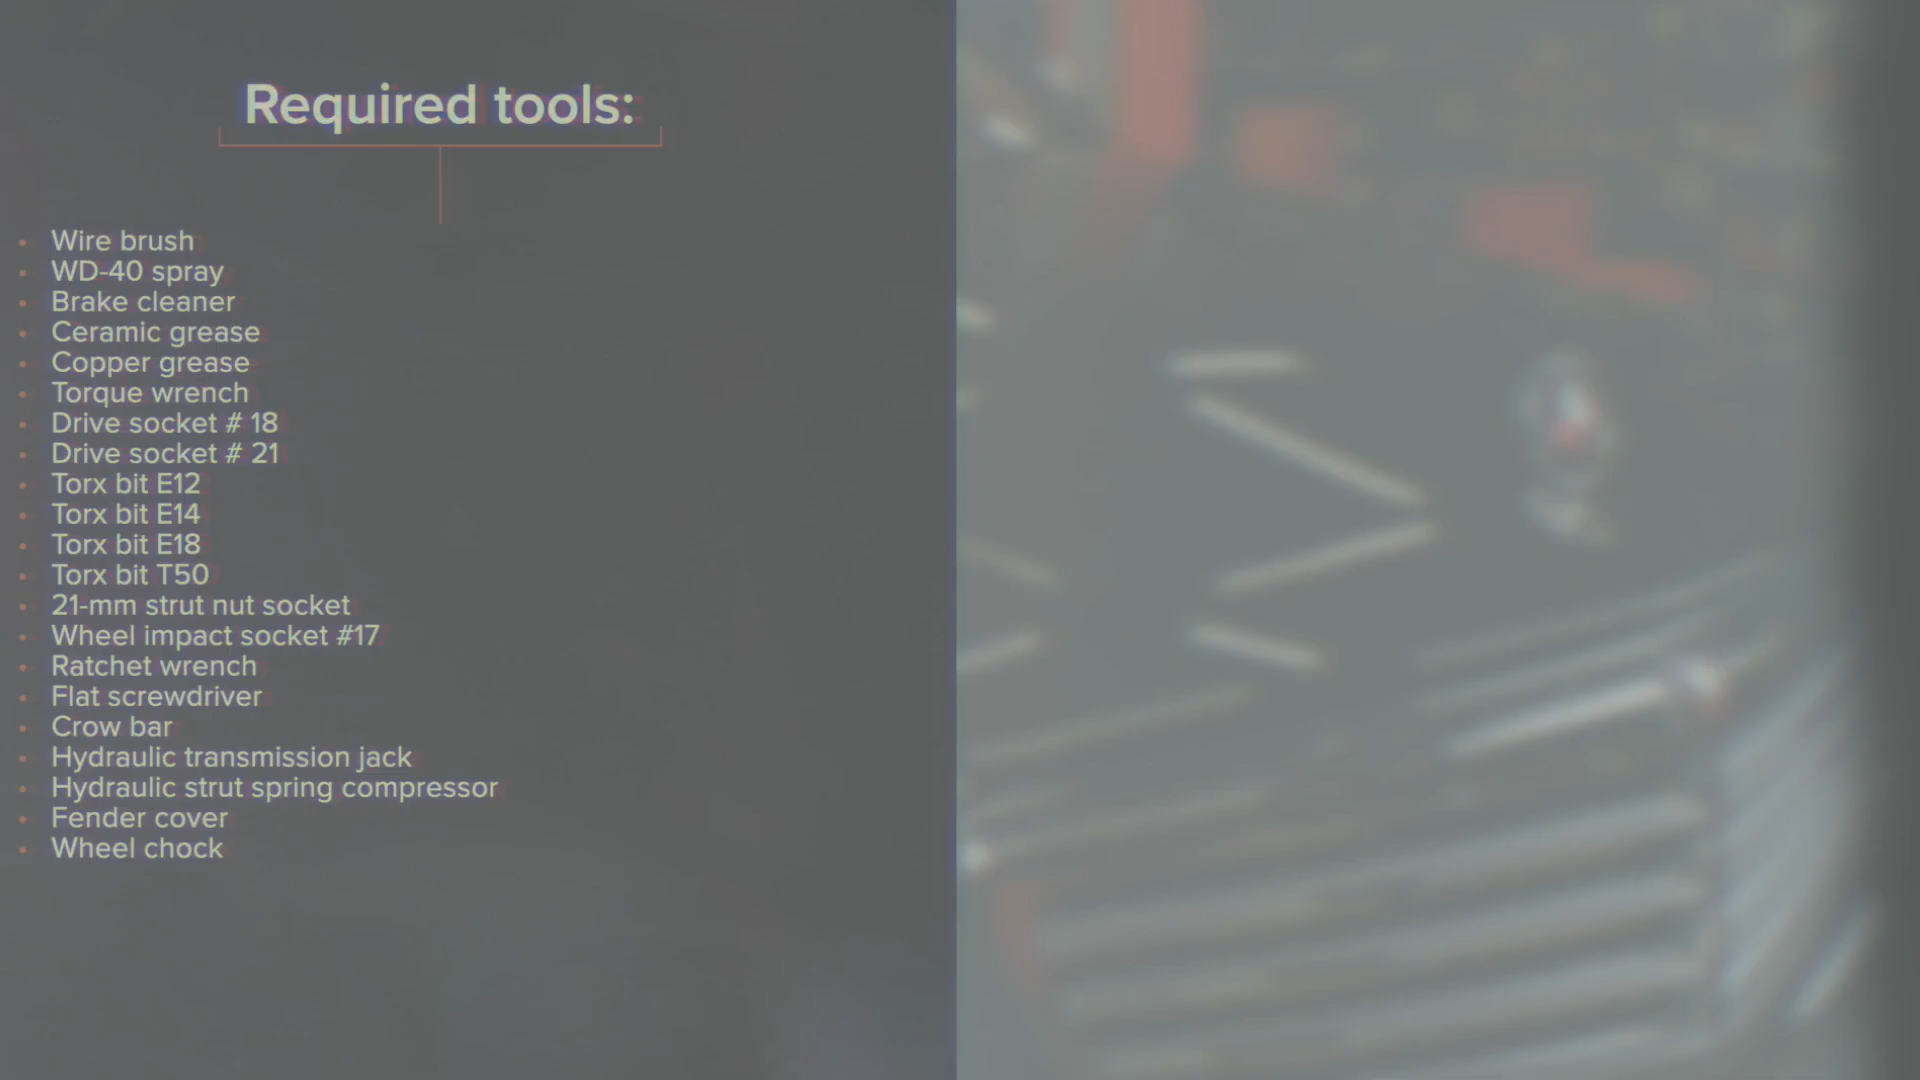 Required tools:
Wire brush
WD-40 spray
Brake cleaner
Ceramic grease
Copper grease
Torque wrench
Drive socket # 18
Drive socket # 21
Torx bit E12
Torx bit E14
Torx bit E18
Torx bit T50
21-mm strut nut socket
Wheel impact socket #17
Ratchet wrench
Flat screwdriver
Crow bar
Hydraulic transmission jack
Hydraulic strut spring compressor
Fender cover
Wheel chock